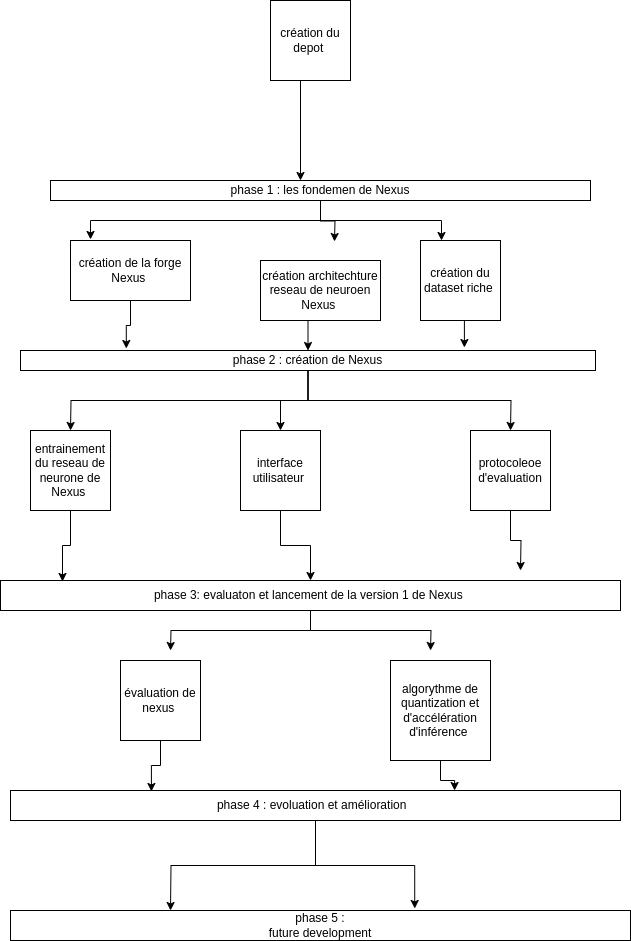 création du
depot
phase 1 : les fondemen de Nexus
création de la forge
Nexus
création architechture
reseau de neuroen
Nexus
création du
dataset riche
phase 2 : création de Nexus
entrainement
du reseau de
neurone de
Nexus
interface
utilisateur
protocoleoe
d'evaluation
phase 3: evaluaton et lancement de la version 1 de Nexus
évaluation de
nexus
algorythme de
quantization et
d'accélération
d'inférence
phase 4 : evoluation et amélioration
phase 5 :
future development